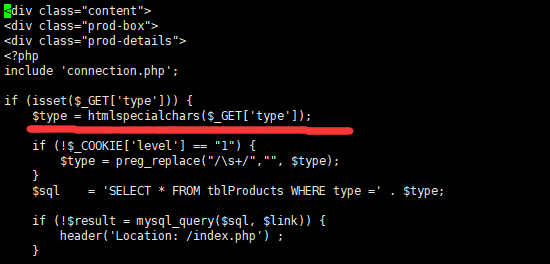 <div class="content">
<div class="prod-box">
<div class="prod-details">
<?php
include 'connection.php';
if (isset($_GET['type'])) {
$type = htmlspecialchars($_GET['type']);
if (!$_COOKIE['level'] == "1") {
$type = preg_replace("/\s+/","", $type);
}
$sql    = 'SELECT * FROM tblProducts WHERE type =' . $type;
if (!$result = mysql_query($sql, $link)) {
header('Location: /index.php') ;
}